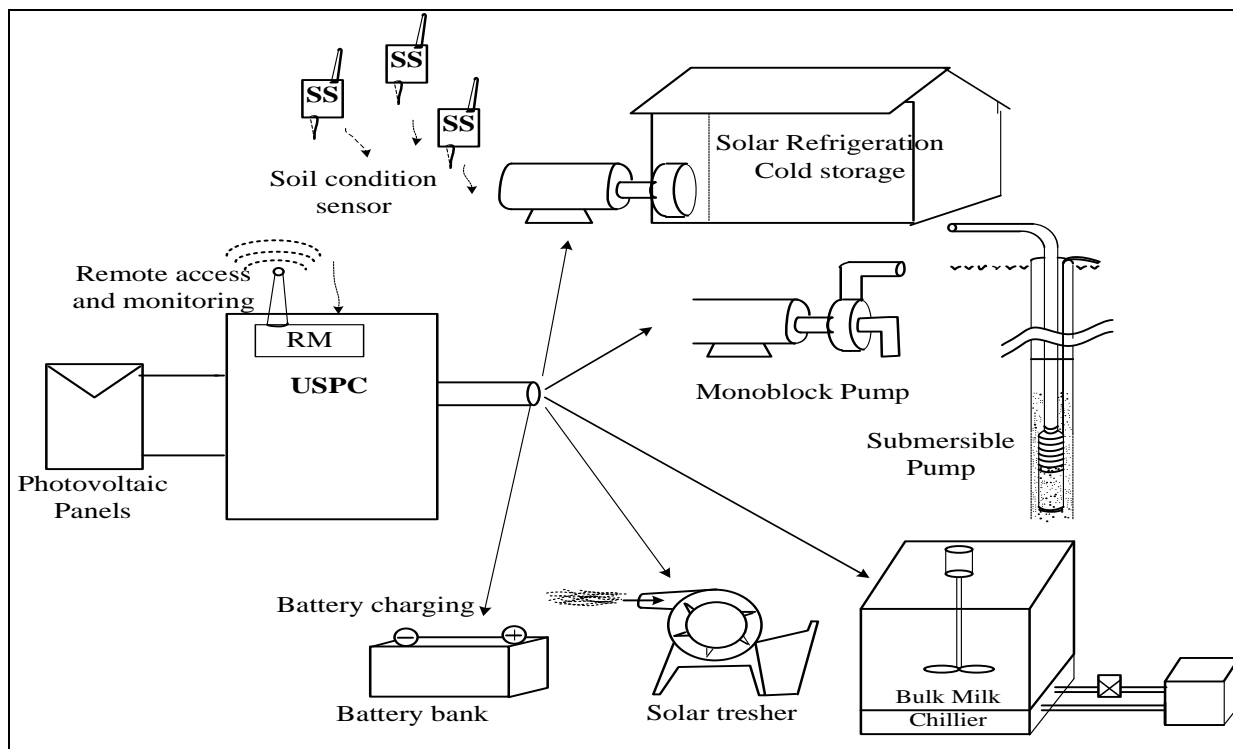 SS
SS
SS
Soil condition
sensor
Solar Refrigeration
Cold storage
Remote access
and monitoring
RM
USPC
Photovoltaic
Panels
Monoblock Pump
Submersible
Pump
Battery charging
Battery bank
Solar tresher
Bulk Milk
Chillier